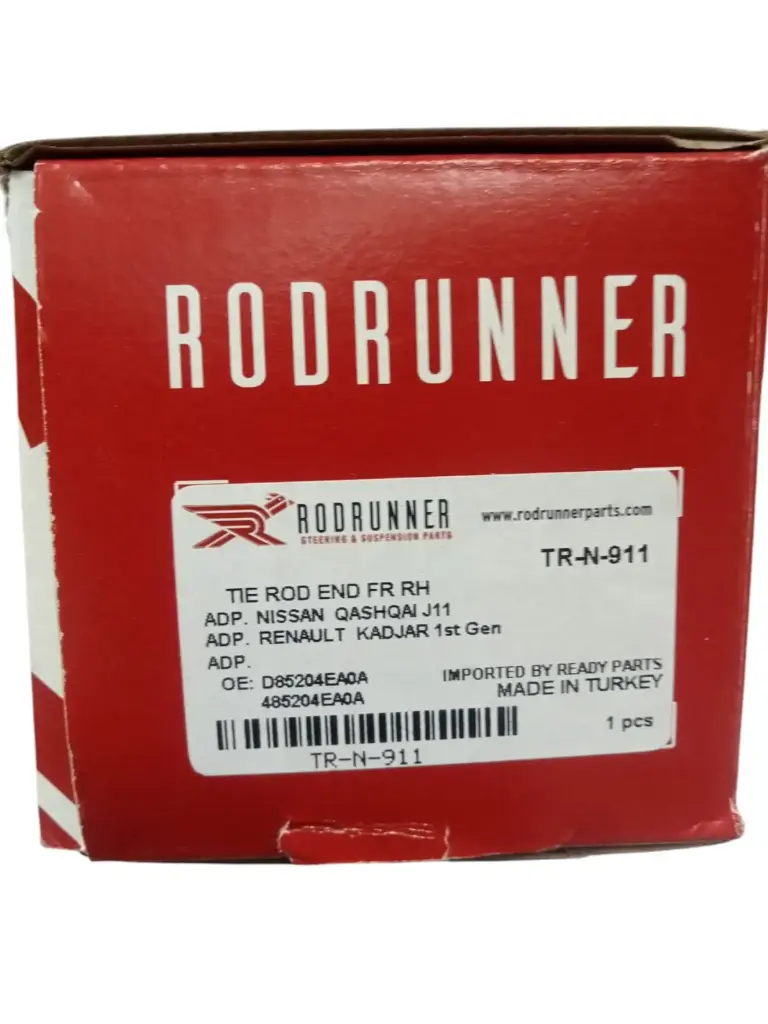 RODRUNNER
RODRUNNER
STEERING & SUSPENSION PARTS
www.rodrunnerparts.com
TR-N-911
TIE ROD END FR RH
ADP. NISSAN QASHQAI J11
ADP. RENAULT KADJAR 1st Gen
ADP.
OE: D85204EA0A
485204EA0A
IMPORTED BY READY PARTS
MADE IN TURKEY
1 pcs
TR-N-911